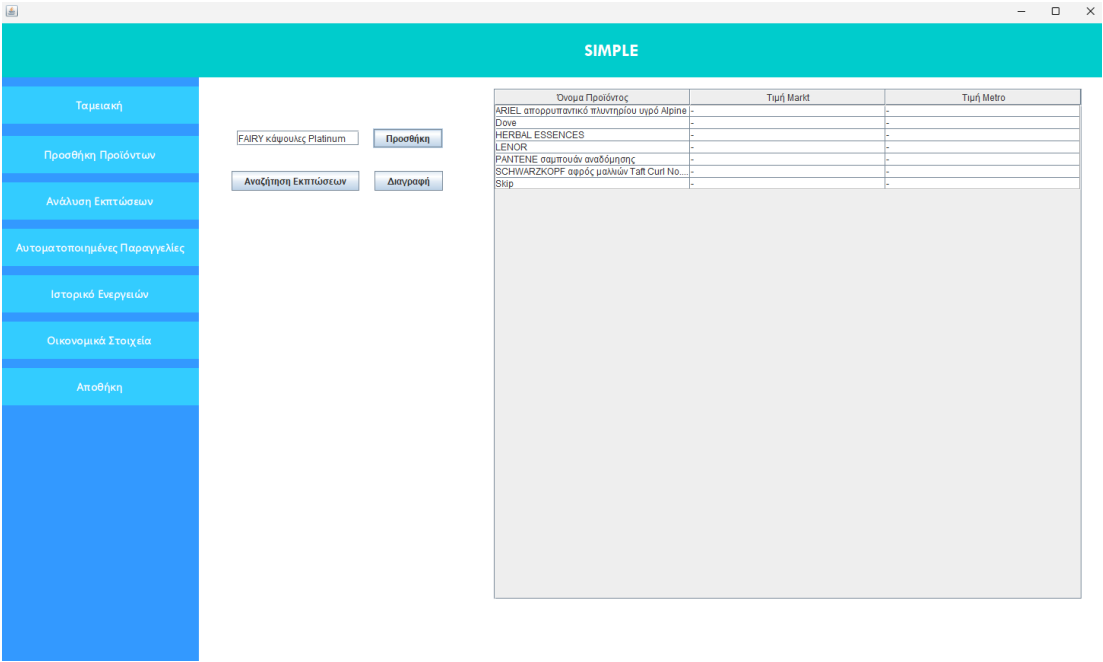 SIMPLE
Ταμειακή
Προσθήκη Προϊόντων
Ανάλυση Εκπτώσεων
Αυτοματοποιημένες Παραγγελίες
Ιστορικό Ενεργειών
Οικονομικά Στοιχεία
Αποθήκη
FAIRY κάψουλες Platinum Προσθήκη
Αναζήτηση Εκπτώσεων Διαγραφή
Όνομα Προϊόντος Τιμή Markt Τιμή Metro
ARIEL απορρυπαντικό πλυντηρίου υγρό Alpine - -
Dove - -
HERBAL ESSENCES - -
LENOR - -
PANTENE σαμπουάν αναδόμησης - -
SCHWARZKOPF αφρός μαλλιών Taft Curl No.... - -
Skip - -